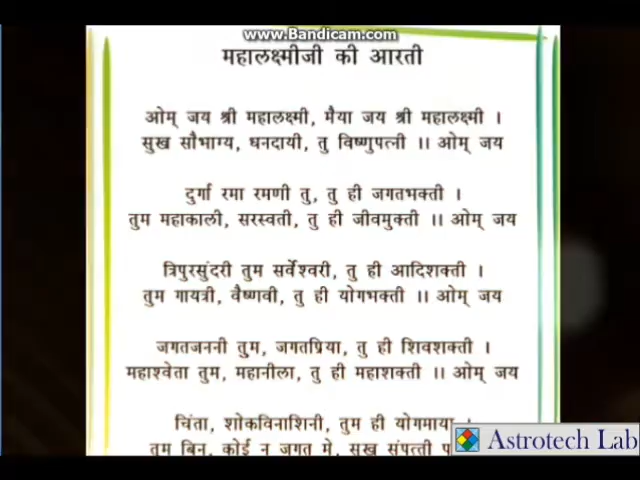 www.Bandicam.com
महालक्ष्मीजी की आरती
ओम् जय श्री महालक्ष्मी, मैया जय श्री महालक्ष्मी ।
सुख सौभाग्य, धनदायी, तु विष्णुपत्नी ।। ओम् जय
दुर्गा रमा रमणी तु, तु ही जगतभक्ती ।
तुम महाकाली, सरस्वती, तु ही जीवमुक्ती ।। ओम् जय
त्रिपुरसुंदरी तुम सर्वेश्वरी, तु ही आदिशक्ती ।
तुम गायत्री, वैष्णवी, तु ही योगभक्ती ।। ओम् जय
जगतजननी तुम, जगतप्रिया, तु ही शिवशक्ती ।
महाश्वेता तुम, महानीला, तु ही महाशक्ती ।। ओम् जय
चिंता, शोकविनाशिनी, तुम ही योगमाया ।
तुम बिन, कोई न जगत मे, सुख संपत्ती
Astrotech Lab